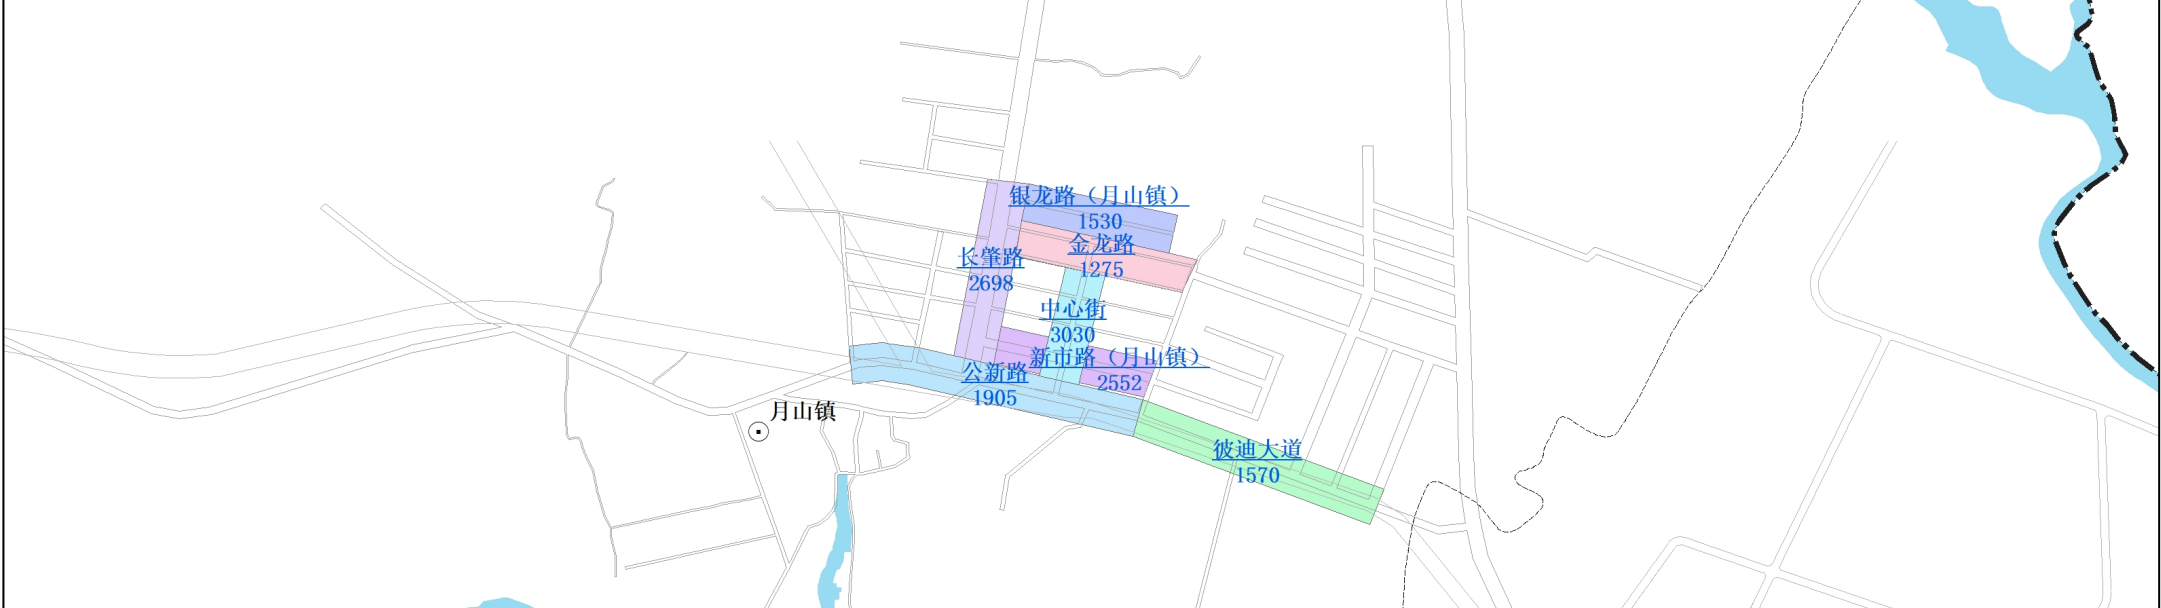 银龙路（月山镇）
1530
金龙路
1275
长肇路
2698
中心街
3030
新市路（月山镇）
2552
公新路
1905
月山镇
彼迪大道
1570